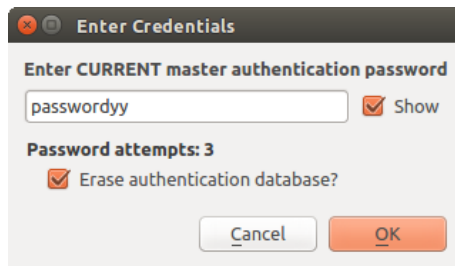 Enter Credentials
Enter CURRENT master authentication password
passwordyy Show
Password attempts: 3
Erase authentication database?
Cancel OK